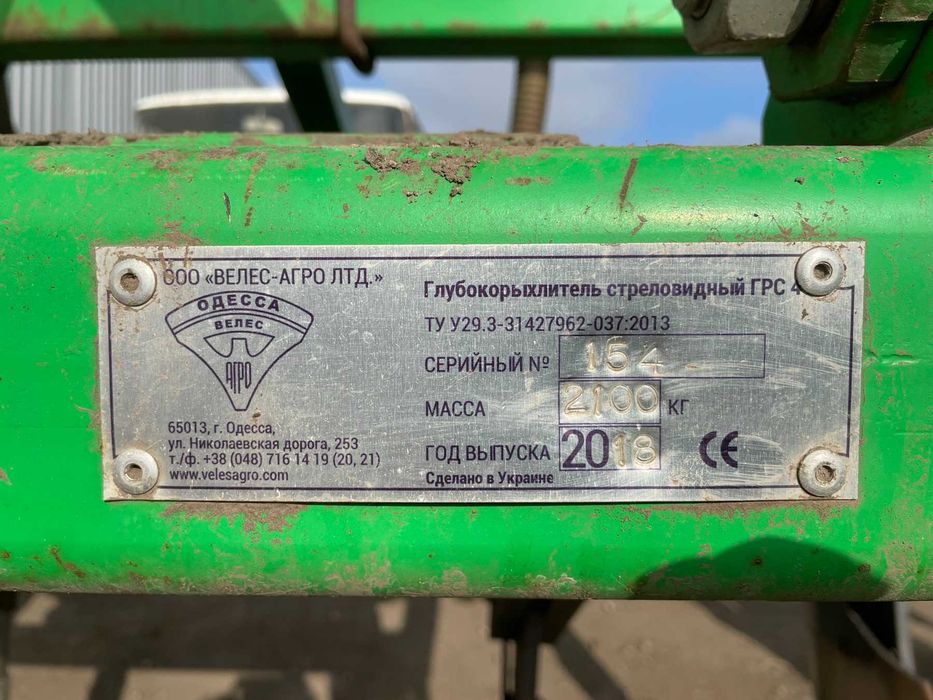 ООО «ВЕЛЕС-АГРО ЛТД.»
ОДЕССА
ВЕЛЕС
АГРО
65013, г. Одесса,
ул. Николаевская дорога, 253
т./ф. +38 (048) 716 14 19 (20, 21)
www.velesagro.com
Глубокорыхлитель стреловидный ГРС 4
ТУ У29.3-31427962-037:2013
СЕРИЙНЫЙ № 154
МАССА 2100 КГ
ГОД ВЫПУСКА 2018
CE
Сделано в Украине